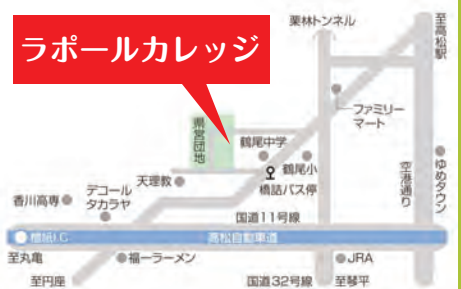 ラポールカレッジ
栗林トンネル
至高松駅
ファミリー
マート
県営団地
鶴尾中学
鶴尾小
橋詰バス停
天理教
デコール
タカラヤ
香川高専
空港通り
ゆめタウン
国道11号線
檀紙I.C
高松自動車道
至丸亀
福一ラーメン
JRA
至円座
国道32号線
至琴平